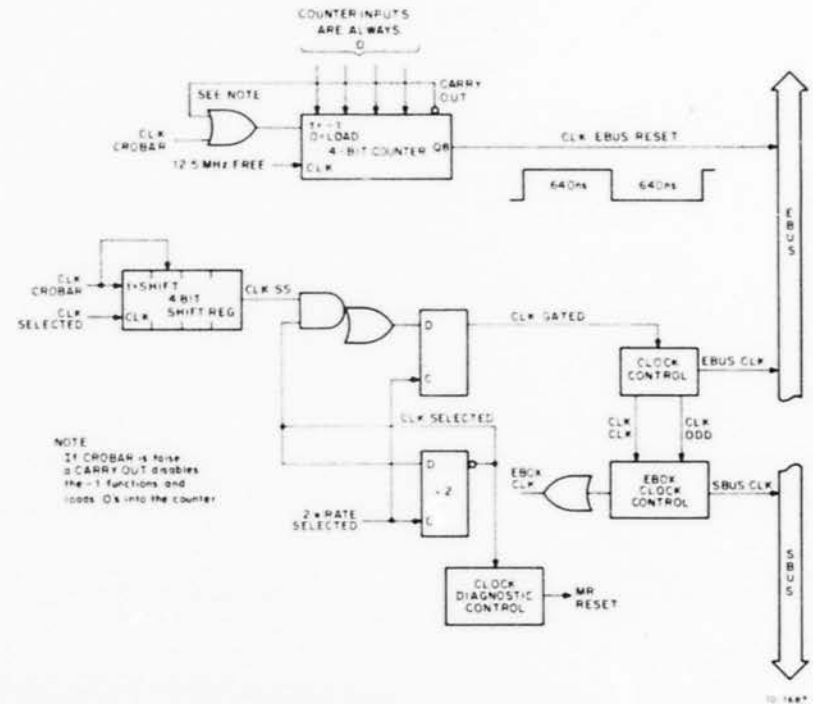 COUNTER INPUTS
ARE ALWAYS
0
SEE NOTE
CARRY
OUT
CLK
CROBAR
1= -1
0=LOAD
4-BIT COUNTER
QB
12.5 MHz FREE
CLK
CLK EBUS RESET
640ns
640ns
EBUS
CLK
CROBAR
1=SHIFT
4-BIT
SHIFT REG
CLK
SELECTED
CLK
CLK SS
D
C
CLK GATED
CLOCK
CONTROL
EBUS CLK
CLK SELECTED
CLK
CLK
CLK
ODD
NOTE
If CROBAR is false
a CARRY OUT disables
the -1 functions and
loads 0's into the counter
D
÷2
C
2 x RATE
SELECTED
EBOX
CLK
EBOX
CLOCK
CONTROL
SBUS CLK
SBUS
CLOCK
DIAGNOSTIC
CONTROL
MR
RESET